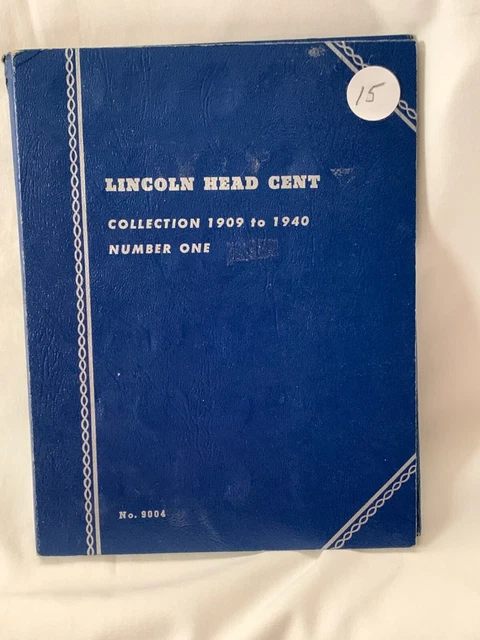 15
LINCOLN HEAD CENT
COLLECTION 1909 to 1940
NUMBER ONE
No. 9004